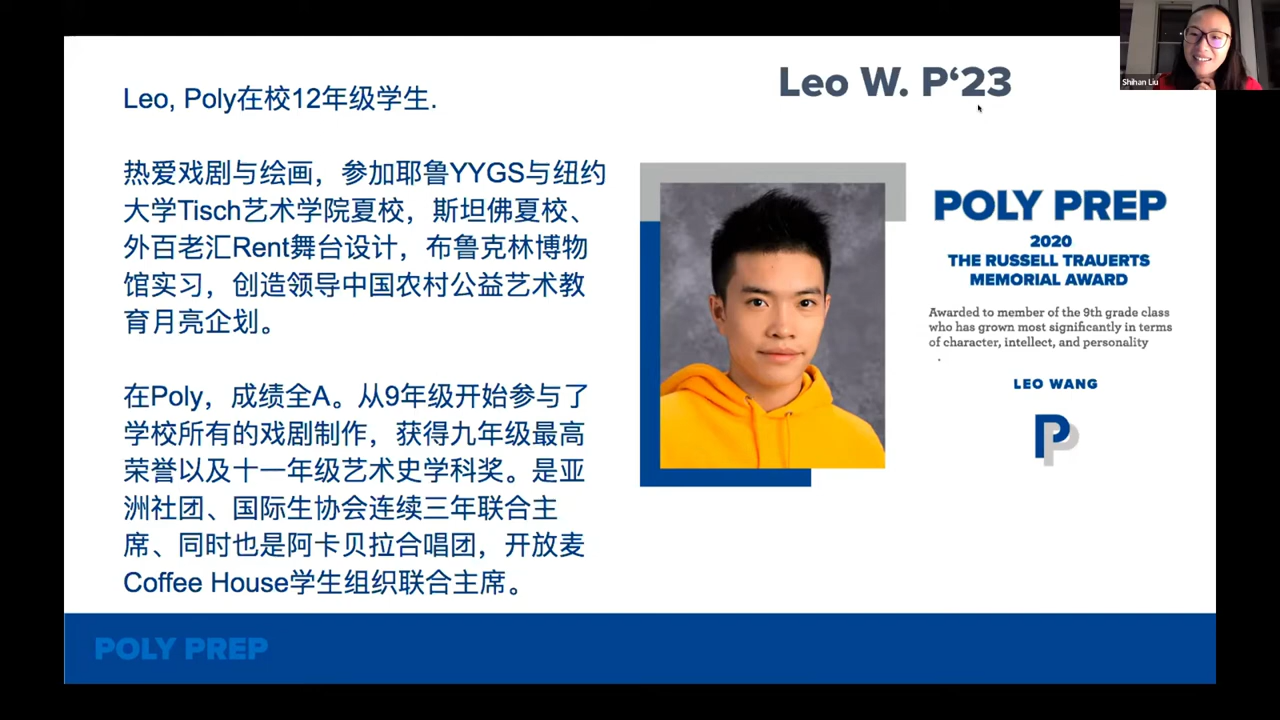 Shihan Liu
Leo W. P‘23
Leo, Poly在校12年级学生.
热爱戏剧与绘画，参加耶鲁YYGS与纽约
大学Tisch艺术学院夏校，斯坦佛夏校、
外百老汇Rent舞台设计，布鲁克林博物
馆实习，创造领导中国农村公益艺术教
育月亮企划。
在Poly，成绩全A。从9年级开始参与了
学校所有的戏剧制作，获得九年级最高
荣誉以及十一年级艺术史学科奖。是亚
洲社团、国际生协会连续三年联合主
席、同时也是阿卡贝拉合唱团，开放麦
Coffee House学生组织联合主席。
POLY PREP
2020
THE RUSSELL TRAUERTS
MEMORIAL AWARD
Awarded to member of the 9th grade class
who has grown most significantly in terms
of character, intellect, and personality
.
LEO WANG
P
POLY PREP